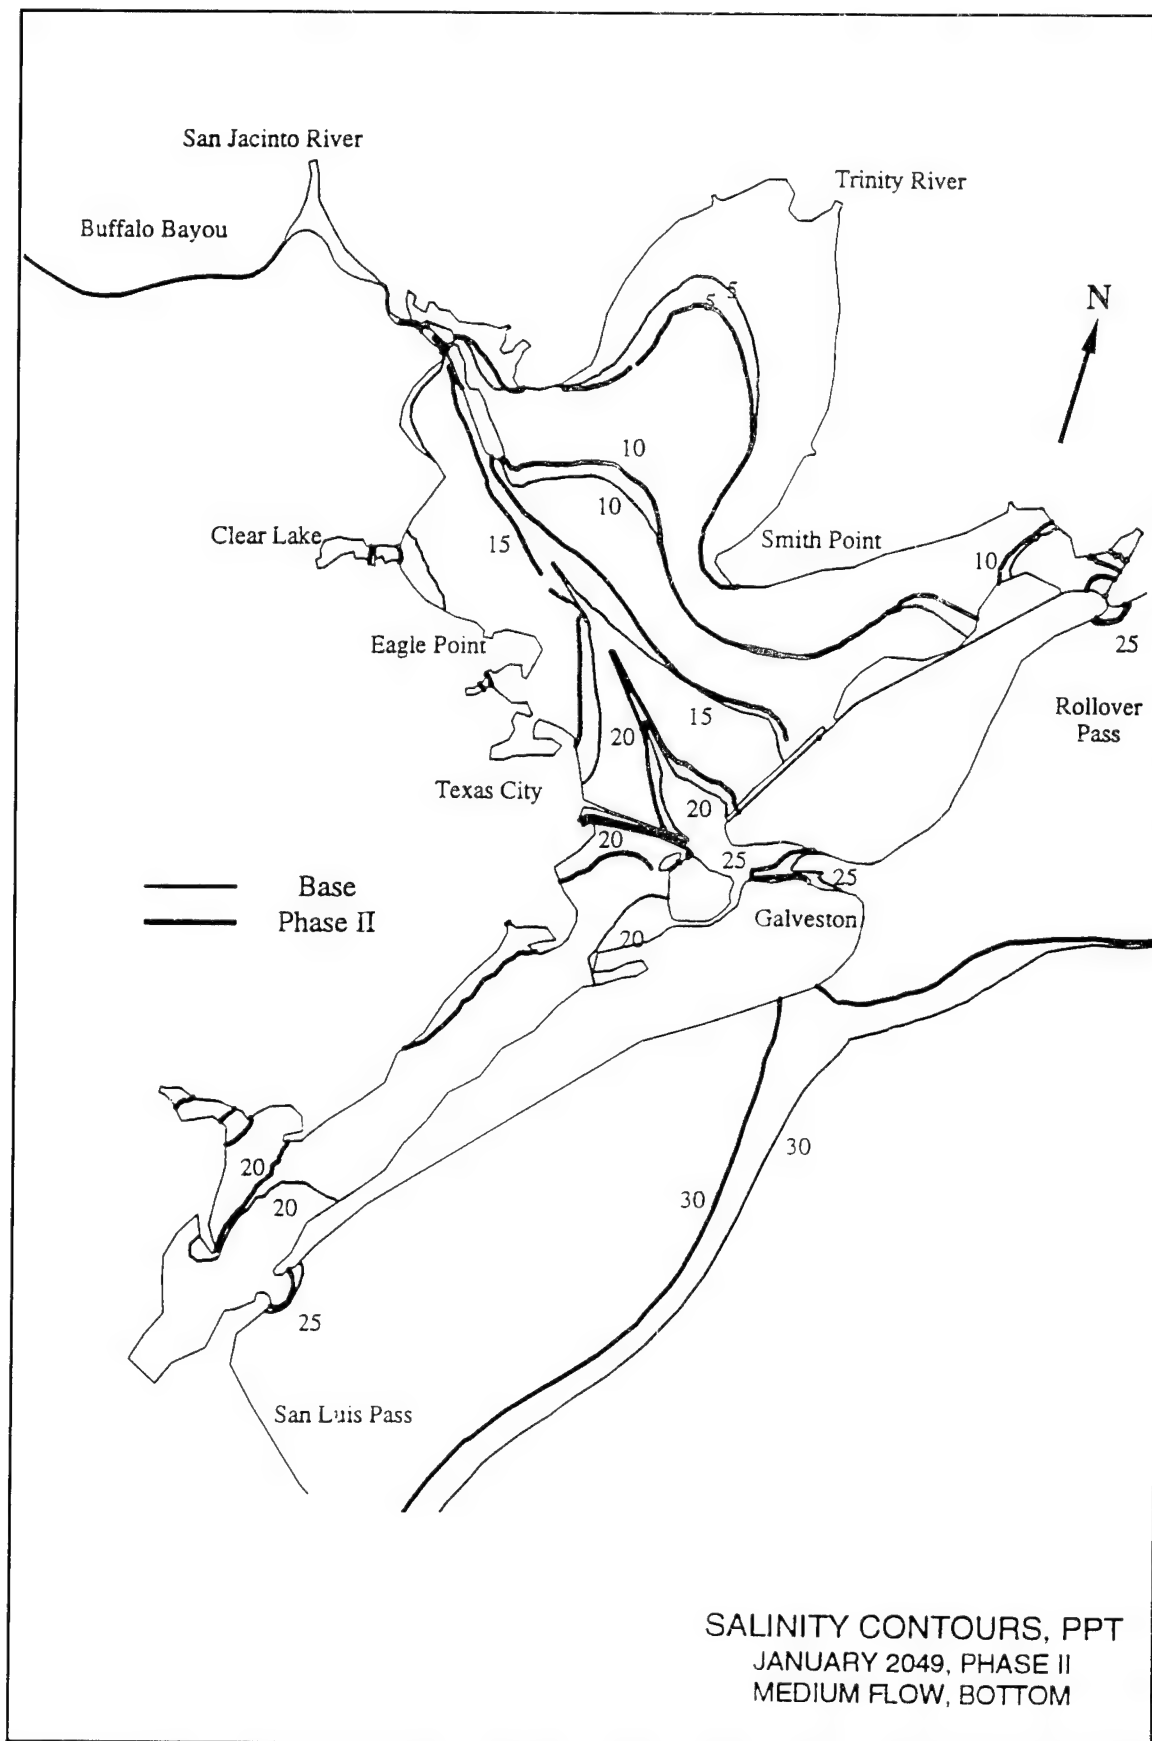 San Jacinto River
Trinity River
Buffalo Bayou
N
5
5
10
10
Clear Lake
15
Smith Point
10
Eagle Point
25
15
Rollover
Pass
20
Texas City
20
20
25
25
Base
Phase II
Galveston
20
30
20
30
20
25
San Luis Pass
SALINITY CONTOURS, PPT
JANUARY 2049, PHASE II
MEDIUM FLOW, BOTTOM